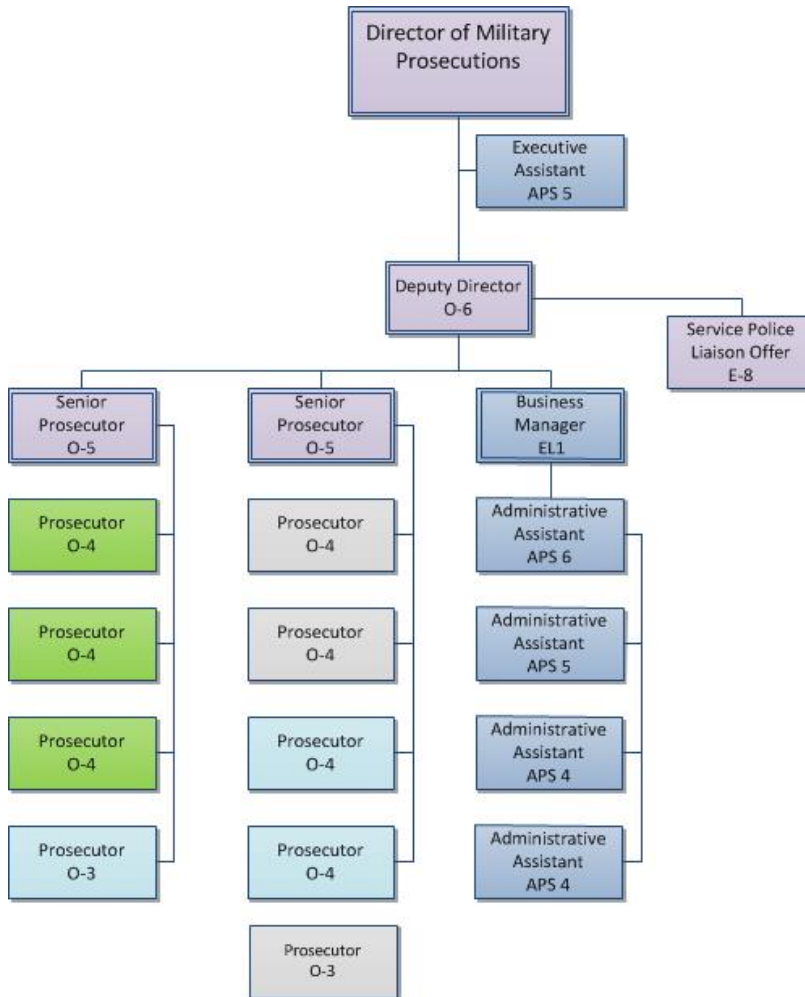 Director of Military
Prosecutions
Executive
Assistant
APS 5
Deputy Director
O-6
Service Police
Liaison Offer
E-8
Senior
Prosecutor
O-5
Senior
Prosecutor
O-5
Business
Manager
EL1
Prosecutor
O-4
Prosecutor
O-4
Administrative
Assistant
APS 6
Prosecutor
O-4
Prosecutor
O-4
Administrative
Assistant
APS 5
Prosecutor
O-4
Prosecutor
O-4
Administrative
Assistant
APS 4
Prosecutor
O-3
Prosecutor
O-4
Administrative
Assistant
APS 4
Prosecutor
O-3